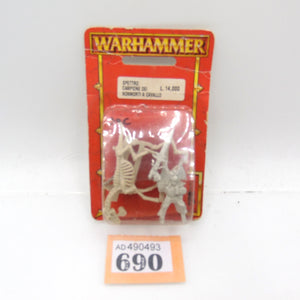 WARHAMMER
SPETTRO
CAMPIONE DEI L. 14,000
NONMORTI A CAVALLO
AD 490493
690